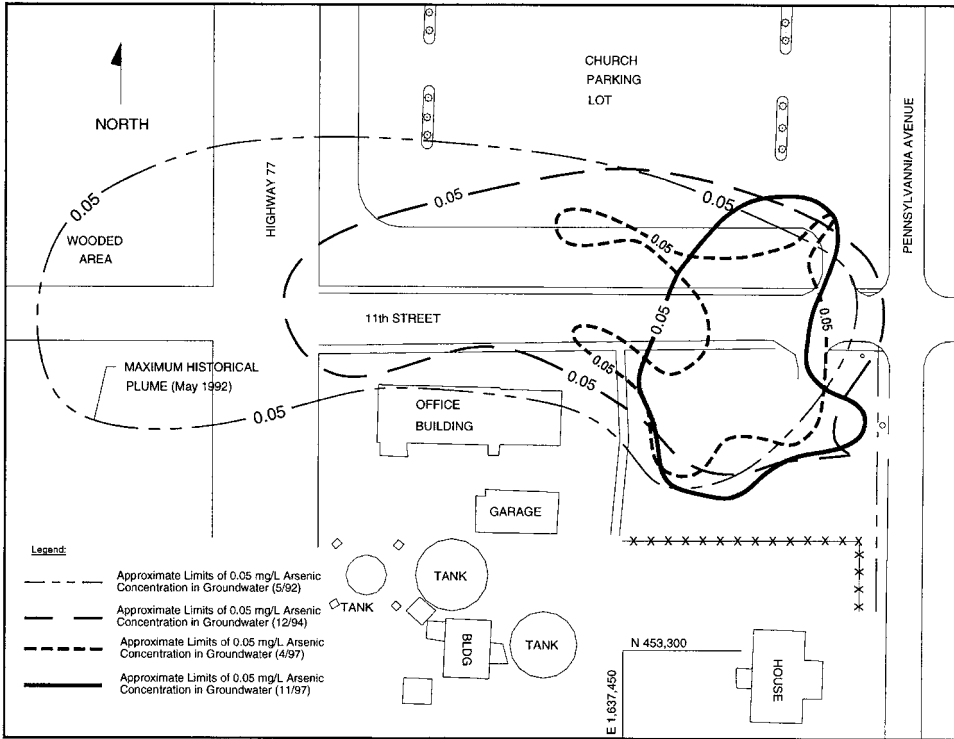 CHURCH
PARKING
LOT
NORTH
HIGHWAY 77
PENNSYLVANNIA AVENUE
0.05
0.05
0.05
0.05
WOODED
AREA
0.05
0.05
11th STREET
0.05
0.05
MAXIMUM HISTORICAL
PLUME (May 1992)
0.05
0.05
OFFICE
BUILDING
GARAGE
TANK
TANK
BLDG
TANK
N 453,300
E 1,637,450
HOUSE
Legend:
Approximate Limits of 0.05 mg/L Arsenic
Concentration in Groundwater (5/92)
Approximate Limits of 0.05 mg/L Arsenic
Concentration in Groundwater (12/94)
Approximate Limits of 0.05 mg/L Arsenic
Concentration in Groundwater (4/97)
Approximate Limits of 0.05 mg/L Arsenic
Concentration in Groundwater (11/97)